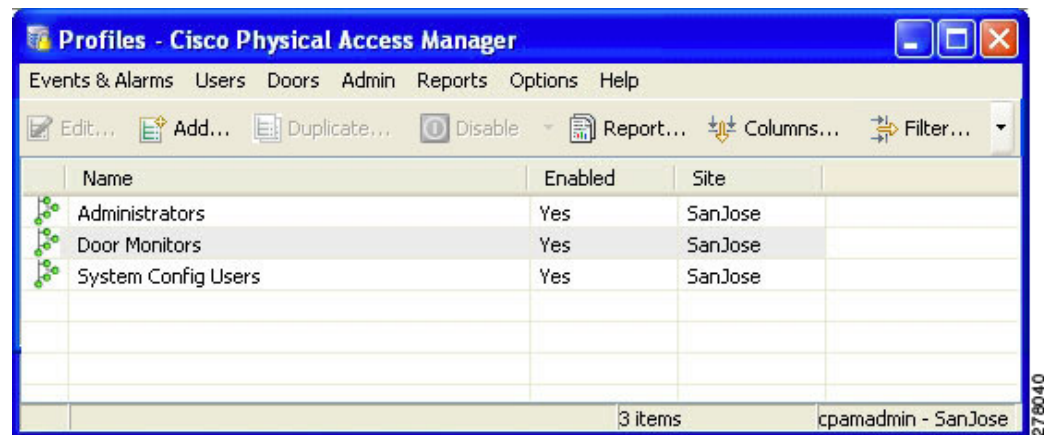 Profiles - Cisco Physical Access Manager
Events & Alarms Users Doors Admin Reports Options Help
Edit... Add... Duplicate... Disable Report... Columns... Filter...
Name Enabled Site
Administrators Yes SanJose
Door Monitors Yes SanJose
System Config Users Yes SanJose
3 items cpamadmin - SanJose
278040